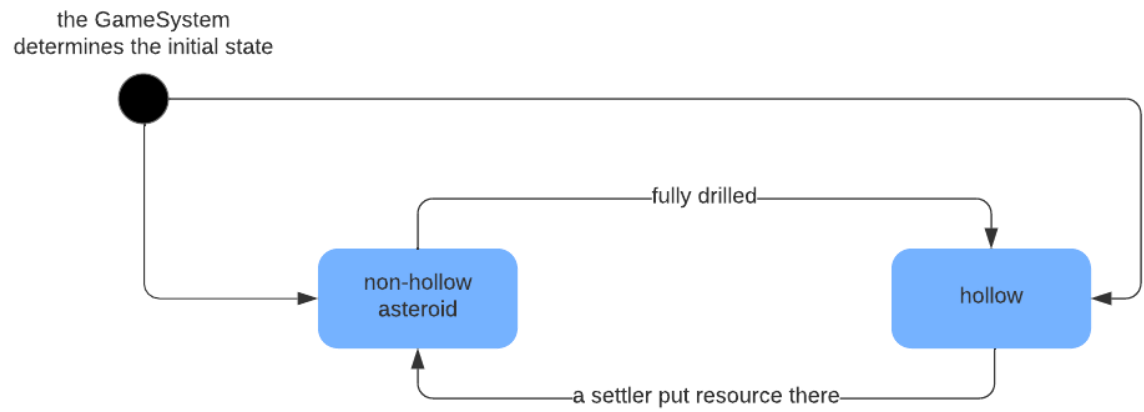 the GameSystem
determines the initial state
fully drilled
non-hollow
asteroid
hollow
a settler put resource there